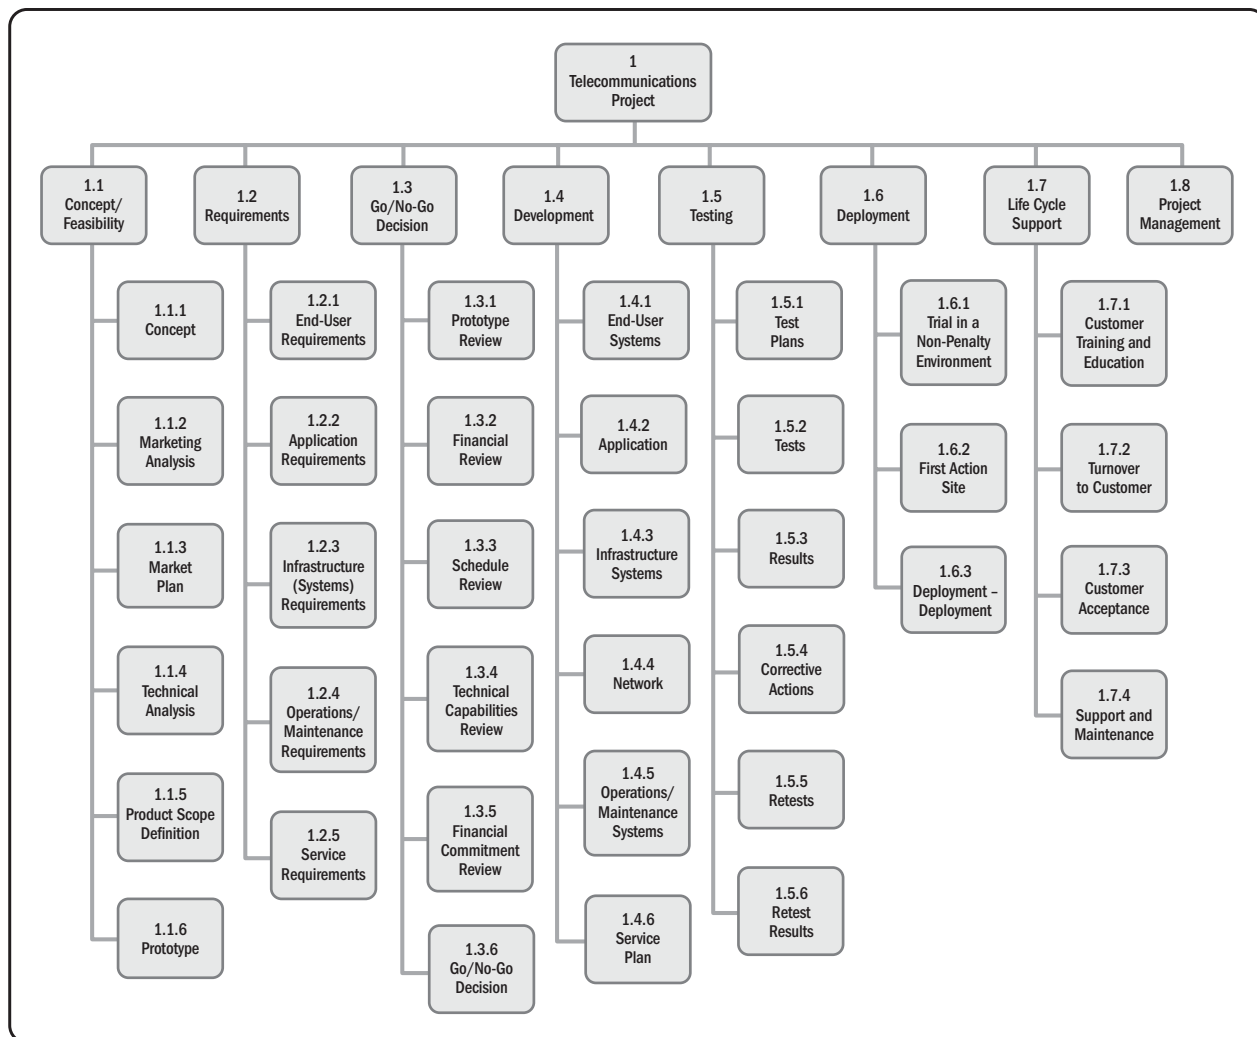 1
Telecommunications
Project
1.1
Concept/
Feasibility
1.2
Requirements
1.3
Go/No-Go
Decision
1.4
Development
1.5
Testing
1.6
Deployment
1.7
Life Cycle
Support
1.8
Project
Management
1.1.1
Concept
1.1.2
Marketing
Analysis
1.1.3
Market
Plan
1.1.4
Technical
Analysis
1.1.5
Product Scope
Definition
1.1.6
Prototype
1.2.1
End-User
Requirements
1.2.2
Application
Requirements
1.2.3
Infrastructure
(Systems)
Requirements
1.2.4
Operations/
Maintenance
Requirements
1.2.5
Service
Requirements
1.3.1
Prototype
Review
1.3.2
Financial
Review
1.3.3
Schedule
Review
1.3.4
Technical
Capabilities
Review
1.3.5
Financial
Commitment
Review
1.3.6
Go/No-Go
Decision
1.4.1
End-User
Systems
1.4.2
Application
1.4.3
Infrastructure
Systems
1.4.4
Network
1.4.5
Operations/
Maintenance
Systems
1.4.6
Service
Plan
1.5.1
Test
Plans
1.5.2
Tests
1.5.3
Results
1.5.4
Corrective
Actions
1.5.5
Retests
1.5.6
Retest
Results
1.6.1
Trial in a
Non-Penalty
Environment
1.6.2
First Action
Site
1.6.3
Deployment –
Deployment
1.7.1
Customer
Training and
Education
1.7.2
Turnover
to Customer
1.7.3
Customer
Acceptance
1.7.4
Support and
Maintenance